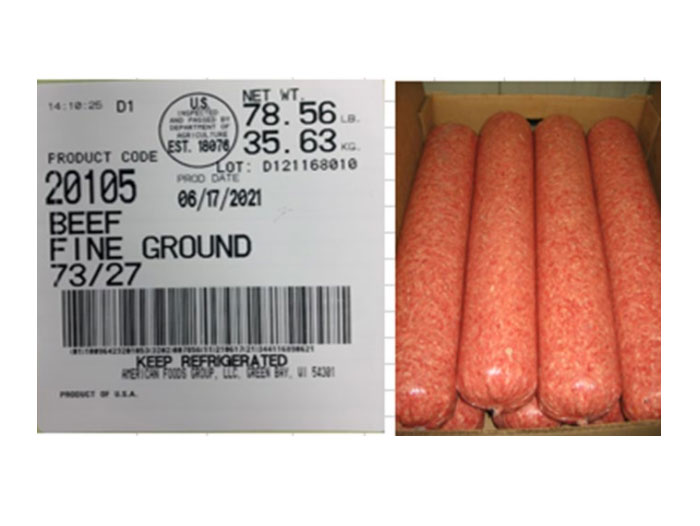 14:10:25 D1
U.S.
INSPECTED
AND PASSED BY
DEPARTMENT OF
AGRICULTURE
EST. 18076
NET WT.
78.56 LB.
35.63 KG.
LOT: D121168010
PRODUCT CODE
20105
PROD DATE
06/17/2021
BEEF
FINE GROUND
73/27
KEEP REFRIGERATED
AMERICAN FOODS GROUP, LLC, GREEN BAY, WI 54301
PRODUCT OF U.S.A.